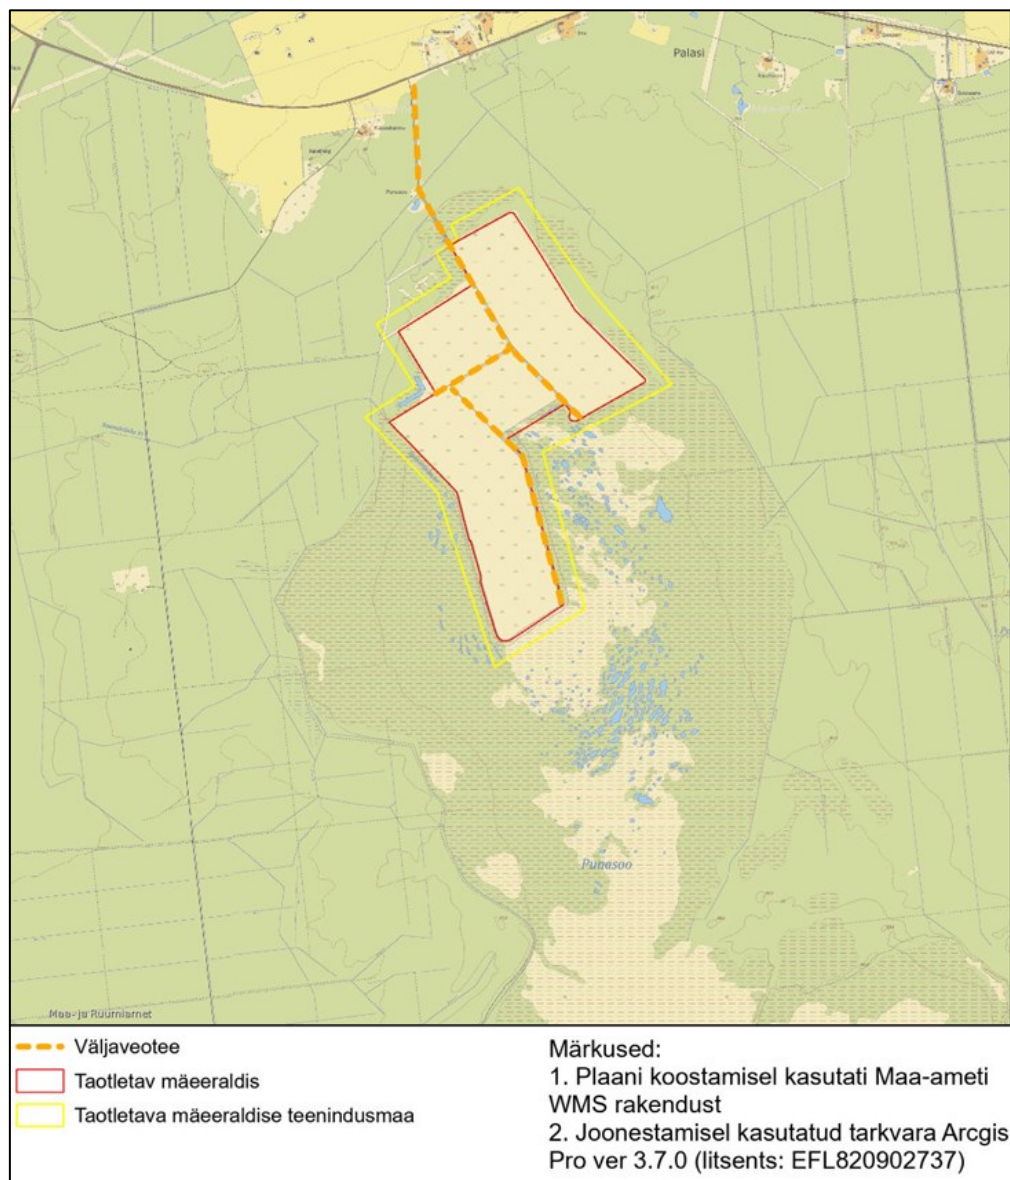 Palasi
Punasoo
Punasoo
Maa- ja Ruumiamet
Väljaveotee
Taotletav mäeeraldis
Taotletava mäeeraldise teenindusmaa
Märkused:
1. Plaani koostamisel kasutati Maa-ameti
WMS rakendust
2. Joonestamisel kasutatud tarkvara Arcgis
Pro ver 3.7.0 (litsents: EFL820902737)